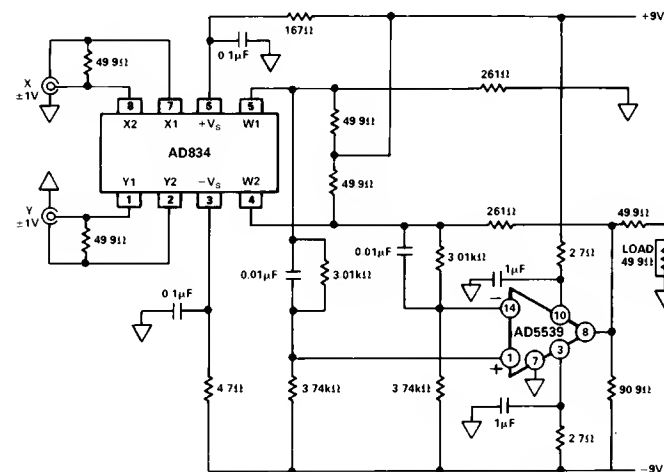 +9V
167Ω
0 1µF
49 9Ω
X
±1V
8 7 6 5
X2 X1 +VS W1
261Ω
49 9Ω
AD834
Y1 Y2 −VS W2
1 2 3 4
49 9Ω
Y
±1V
49 9Ω
261Ω
49 9Ω
0.01µF
3.01kΩ
0 01µF
3 01kΩ
2 7Ω
LOAD
49 9Ω
1µF
0 1µF
−
14
10
AD5539
8
1
+
7
3
4 7Ω
3 74kΩ
3 74kΩ
90 9Ω
1µF
2 7Ω
−9V